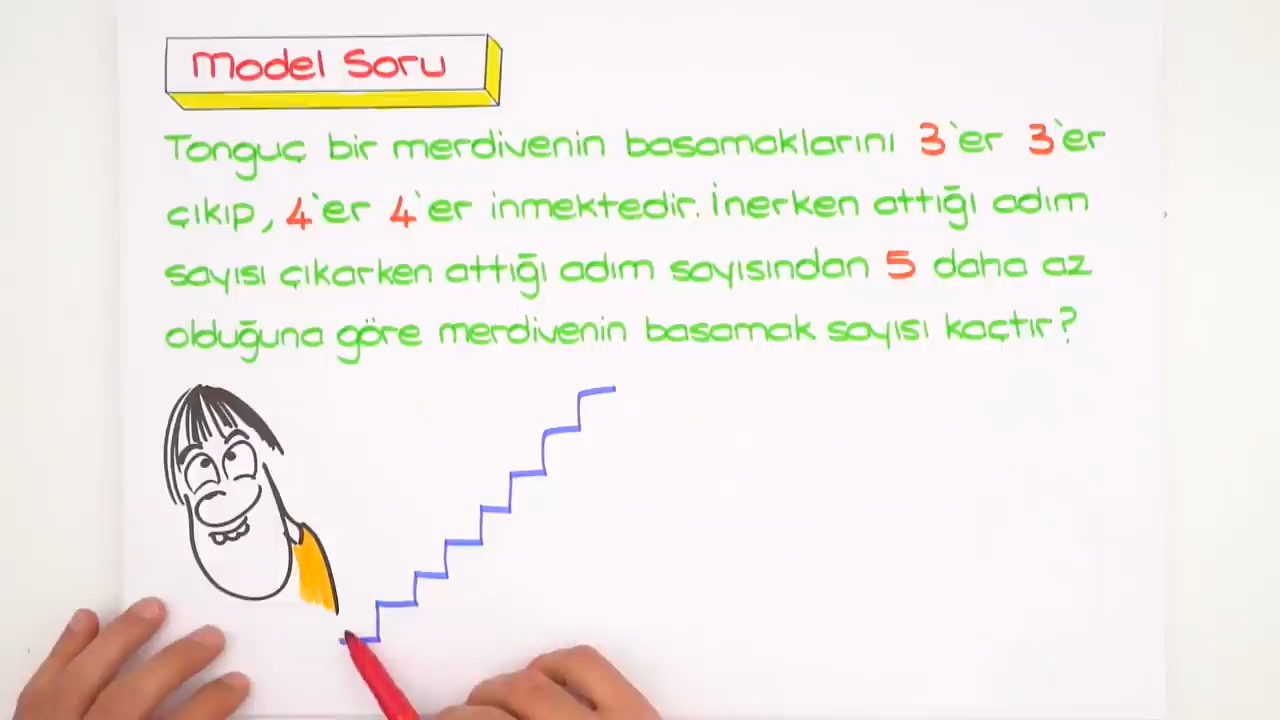 Model Soru
Tonguç bir merdivenin basamaklarını 3'er 3'er
çıkıp, 4'er 4'er inmektedir. İnerken attığı adım
sayısı çıkarken attığı adım sayısından 5 daha az
olduğuna göre merdivenin basamak sayısı kaçtır?